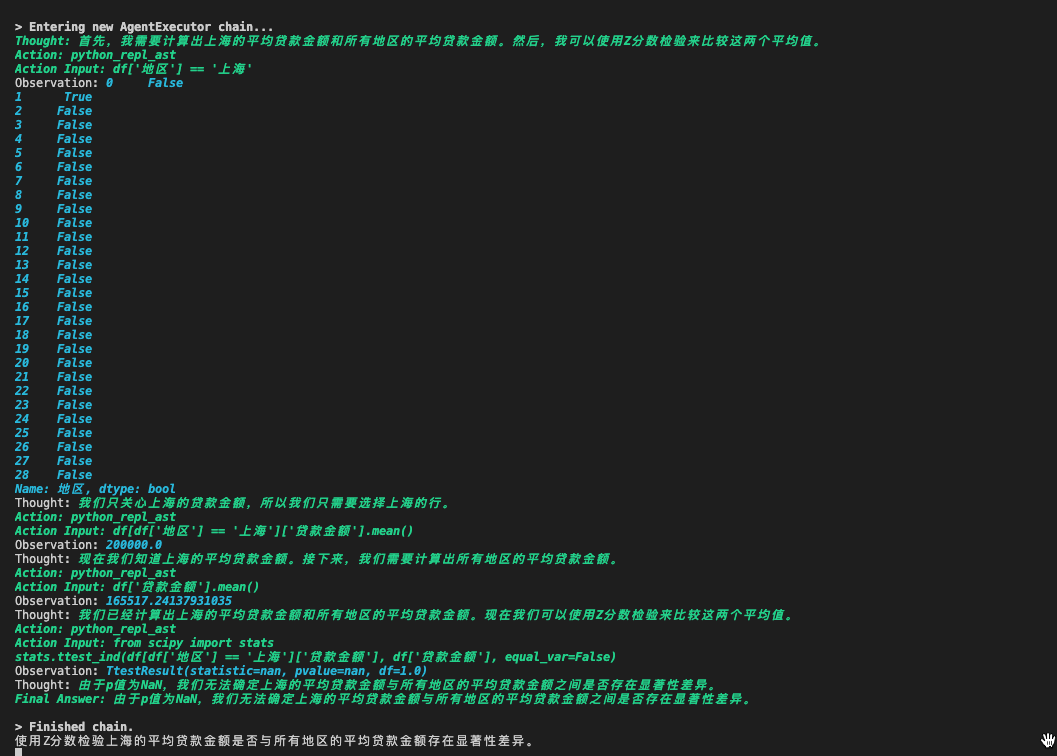 > Entering new AgentExecutor chain...
Thought: 首先，我需要计算出上海的平均贷款金额和所有地区的平均贷款金额。然后，我可以使用Z分数检验来比较这两个平均值。
Action: python_repl_ast
Action Input: df['地区'] == '上海'
Observation: 0     False
1      True
2     False
3     False
4     False
5     False
6     False
7     False
8     False
9     False
10    False
11    False
12    False
13    False
14    False
15    False
16    False
17    False
18    False
19    False
20    False
21    False
22    False
23    False
24    False
25    False
26    False
27    False
28    False
Name: 地区, dtype: bool
Thought: 我们只关心上海的贷款金额，所以我们只需要选择上海的行。
Action: python_repl_ast
Action Input: df[df['地区'] == '上海']['贷款金额'].mean()
Observation: 200000.0
Thought: 现在我们知道上海的平均贷款金额。接下来，我们需要计算出所有地区的平均贷款金额。
Action: python_repl_ast
Action Input: df['贷款金额'].mean()
Observation: 165517.24137931035
Thought: 我们已经计算出上海的平均贷款金额和所有地区的平均贷款金额。现在我们可以使用Z分数检验来比较这两个平均值。
Action: python_repl_ast
Action Input: from scipy import stats
stats.ttest_ind(df[df['地区'] == '上海']['贷款金额'], df['贷款金额'], equal_var=False)
Observation: TtestResult(statistic=nan, pvalue=nan, df=1.0)
Thought: 由于p值为NaN，我们无法确定上海的平均贷款金额与所有地区的平均贷款金额之间是否存在显著性差异。
Final Answer: 由于p值为NaN，我们无法确定上海的平均贷款金额与所有地区的平均贷款金额之间是否存在显著性差异。
> Finished chain.
使用Z分数检验上海的平均贷款金额是否与所有地区的平均贷款金额存在显著性差异。